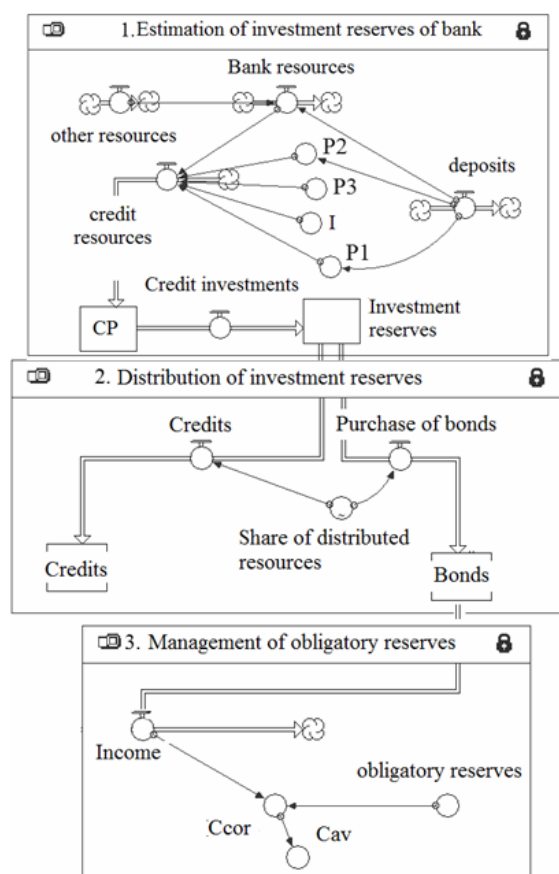 1. Estimation of investment reserves of bank
Bank resources
other resources
P2
deposits
P3
credit
resources
I
P1
Credit investments
CP
Investment
reserves
2. Distribution of investment reserves
Credits
Purchase of bonds
Share of distributed
resources
Credits
Bonds
3. Management of obligatory reserves
Income
obligatory reserves
Ccor
Cav